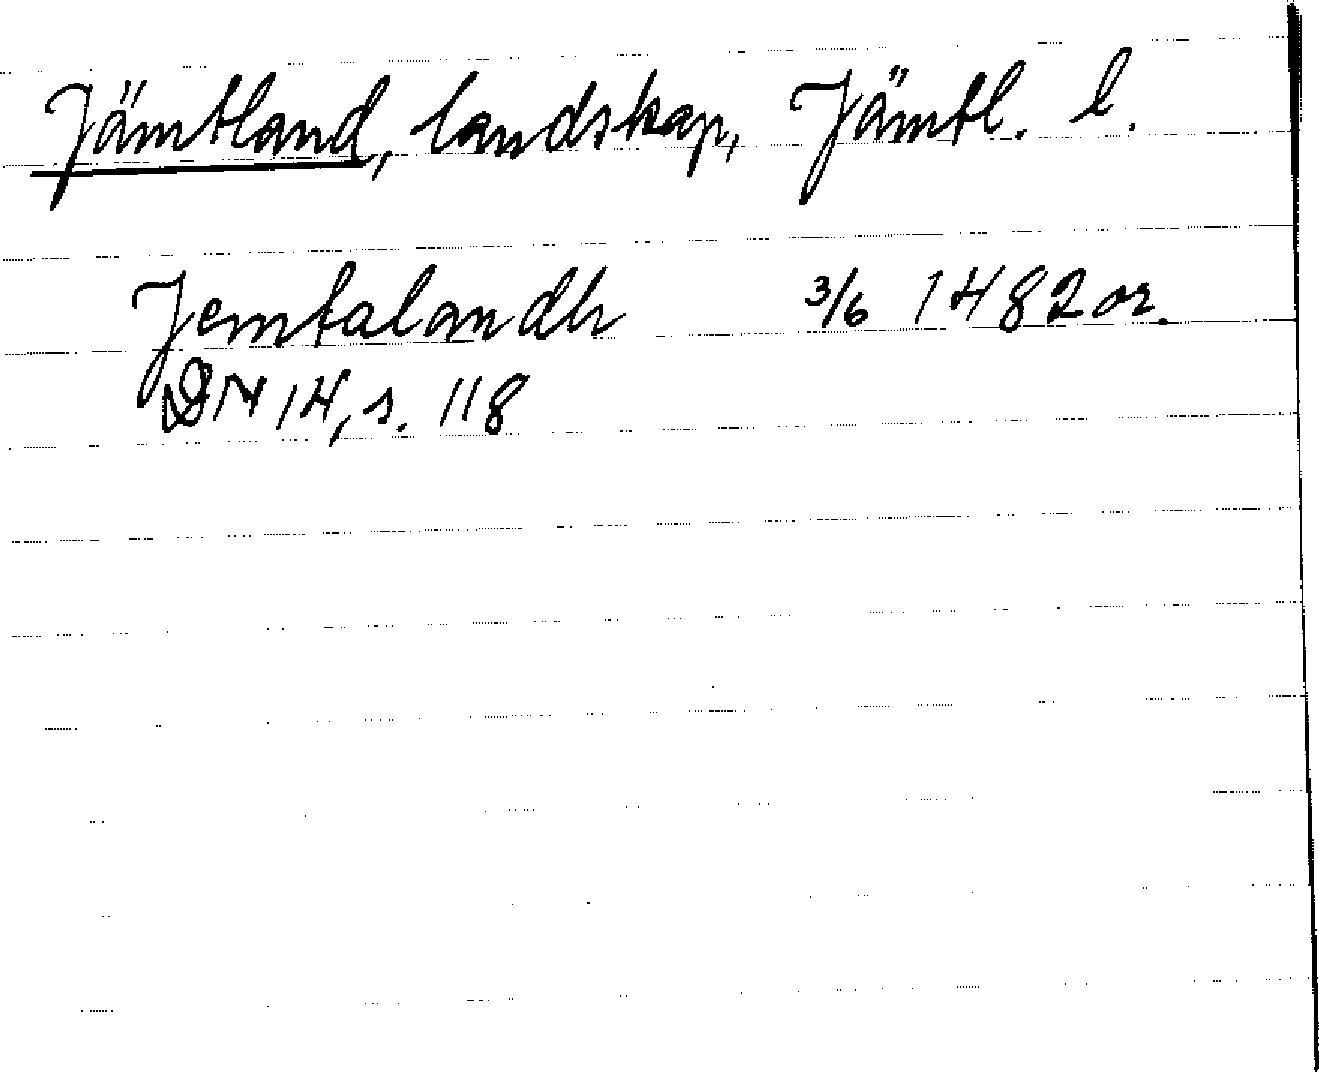 Jämtland, landskap, Jämtl. l.
Jemtalandh 3/6 1482 or.
DN 14, s. 118